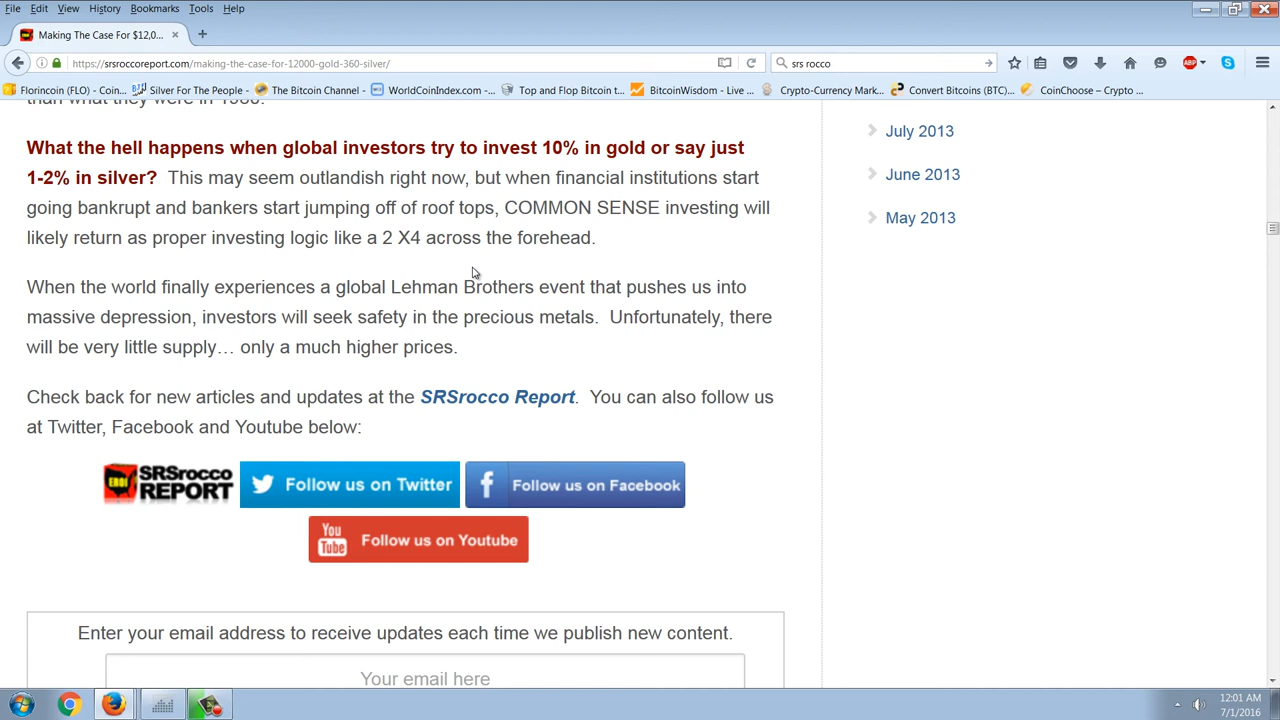 File Edit View History Bookmarks Tools Help
Making The Case For $12,0...
https://srsroccoreport.com/making-the-case-for-12000-gold-360-silver/
srs rocco
ABP
Florincoin (FLO) - Coin...
Silver For The People -
The Bitcoin Channel -
WorldCoinIndex.com -...
Top and Flop Bitcoin t...
BitcoinWisdom - Live ...
Crypto-Currency Mark...
Convert Bitcoins (BTC)...
CoinChoose – Crypto ...
than what they were in 1980.
What the hell happens when global investors try to invest 10% in gold or say just
1-2% in silver? This may seem outlandish right now, but when financial institutions start
going bankrupt and bankers start jumping off of roof tops, COMMON SENSE investing will
likely return as proper investing logic like a 2 X4 across the forehead.
When the world finally experiences a global Lehman Brothers event that pushes us into
massive depression, investors will seek safety in the precious metals. Unfortunately, there
will be very little supply… only a much higher prices.
Check back for new articles and updates at the SRSrocco Report. You can also follow us
at Twitter, Facebook and Youtube below:
EROI SRSrocco REPORT
Follow us on Twitter
Follow us on Facebook
You Tube Follow us on Youtube
Enter your email address to receive updates each time we publish new content.
Your email here
July 2013
June 2013
May 2013
12:01 AM
7/1/2016